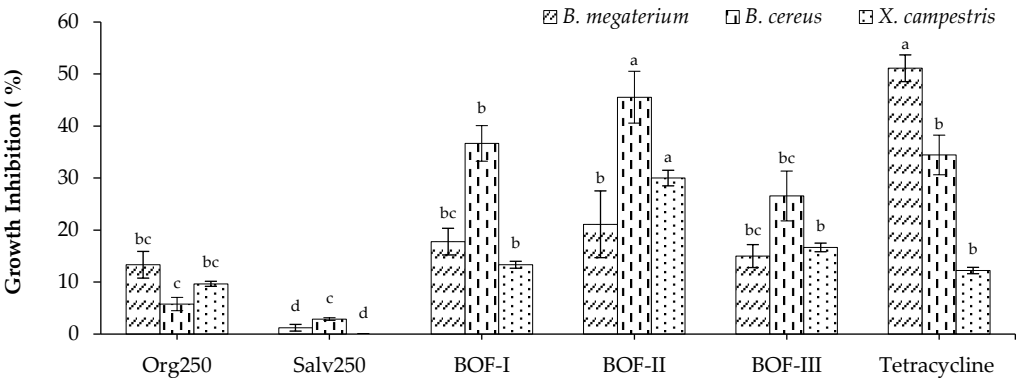 Growth Inhibition ( %)
60
50
40
30
20
10
0
B. megaterium B. cereus X. campestris
bc c bc
d c d
bc b b
b a a
bc bc b
a b b
Org250 Salv250 BOF-I BOF-II BOF-III Tetracycline